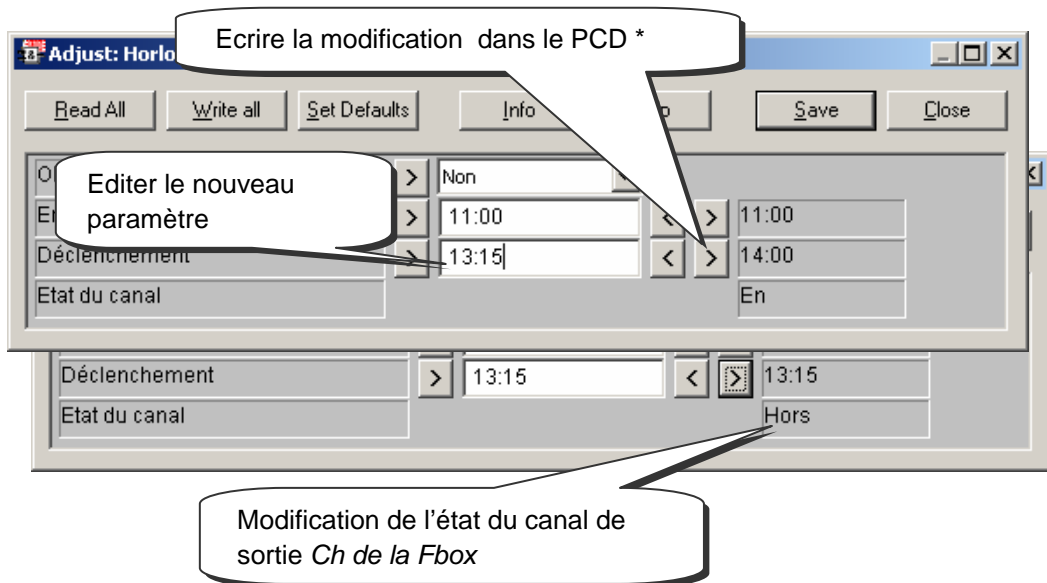 Ecrire la modification dans le PCD *
Adjust: Horlo
Read All Write all Set Defaults Info Save Close
Editer le nouveau
paramètre
Non
11:00 < > 11:00
Déclenchement > 13:15 < > 14:00
Etat du canal En
Déclenchement > 13:15 < > 13:15
Etat du canal Hors
Modification de l’état du canal de
sortie Ch de la Fbox